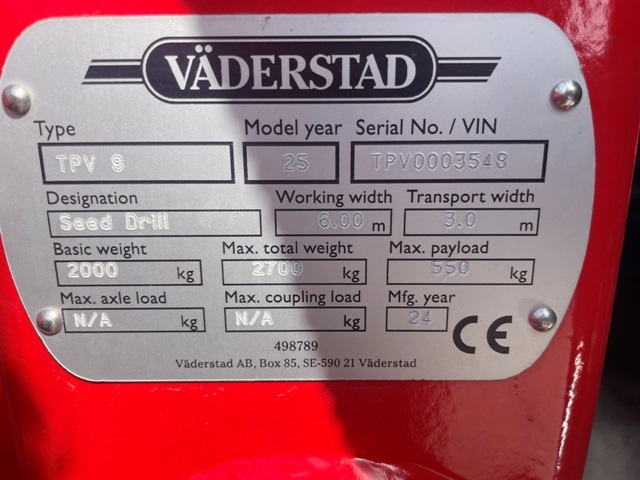 VÄDERSTAD
Type Model year Serial No. / VIN
TPV 8 25 TPV0003548
Designation Working width Transport width
Seed Drill 6.00 m 3.0 m
Basic weight Max. total weight Max. payload
2000 kg 2700 kg 550 kg
Max. axle load Max. coupling load Mfg. year
N/A kg N/A kg 24 CE
498789
Väderstad AB, Box 85, SE-590 21 Väderstad